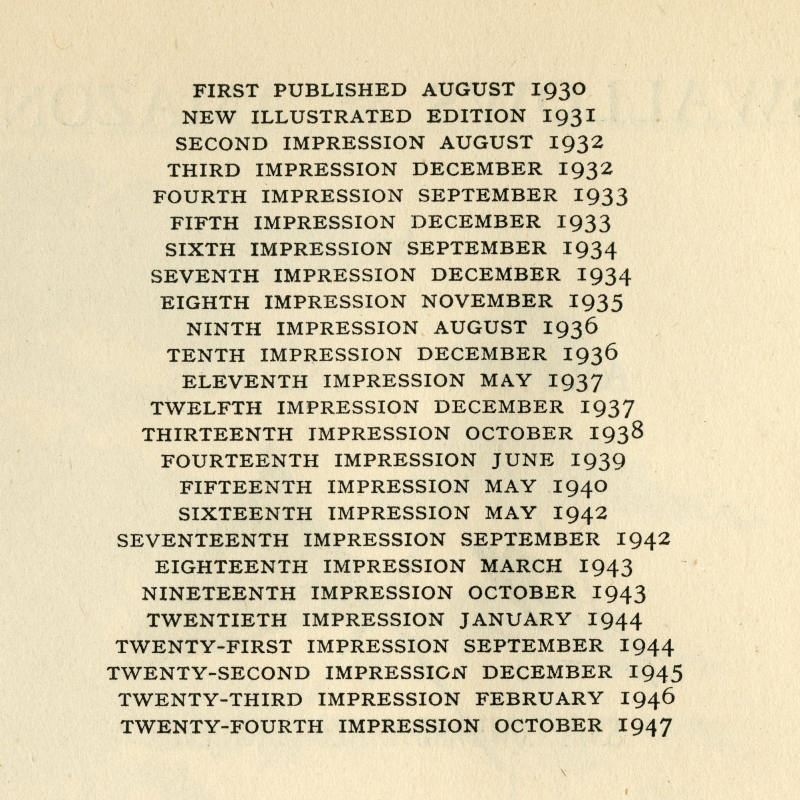 FIRST PUBLISHED AUGUST 1930
NEW ILLUSTRATED EDITION 1931
SECOND IMPRESSION AUGUST 1932
THIRD IMPRESSION DECEMBER 1932
FOURTH IMPRESSION SEPTEMBER 1933
FIFTH IMPRESSION DECEMBER 1933
SIXTH IMPRESSION SEPTEMBER 1934
SEVENTH IMPRESSION DECEMBER 1934
EIGHTH IMPRESSION NOVEMBER 1935
NINTH IMPRESSION AUGUST 1936
TENTH IMPRESSION DECEMBER 1936
ELEVENTH IMPRESSION MAY 1937
TWELFTH IMPRESSION DECEMBER 1937
THIRTEENTH IMPRESSION OCTOBER 1938
FOURTEENTH IMPRESSION JUNE 1939
FIFTEENTH IMPRESSION MAY 1940
SIXTEENTH IMPRESSION MAY 1942
SEVENTEENTH IMPRESSION SEPTEMBER 1942
EIGHTEENTH IMPRESSION MARCH 1943
NINETEENTH IMPRESSION OCTOBER 1943
TWENTIETH IMPRESSION JANUARY 1944
TWENTY-FIRST IMPRESSION SEPTEMBER 1944
TWENTY-SECOND IMPRESSION DECEMBER 1945
TWENTY-THIRD IMPRESSION FEBRUARY 1946
TWENTY-FOURTH IMPRESSION OCTOBER 1947